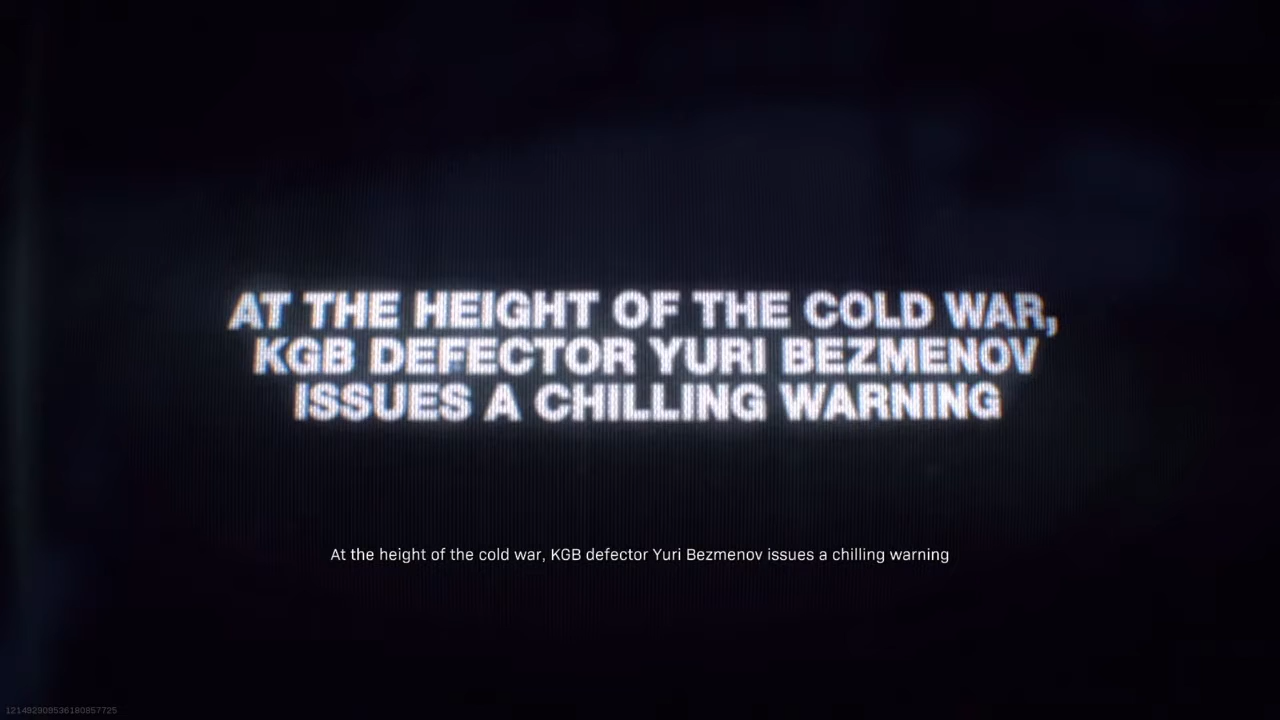 AT THE HEIGHT OF THE COLD WAR,
KGB DEFECTOR YURI BEZMENOV
ISSUES A CHILLING WARNING
At the height of the cold war, KGB defector Yuri Bezmenov issues a chilling warning